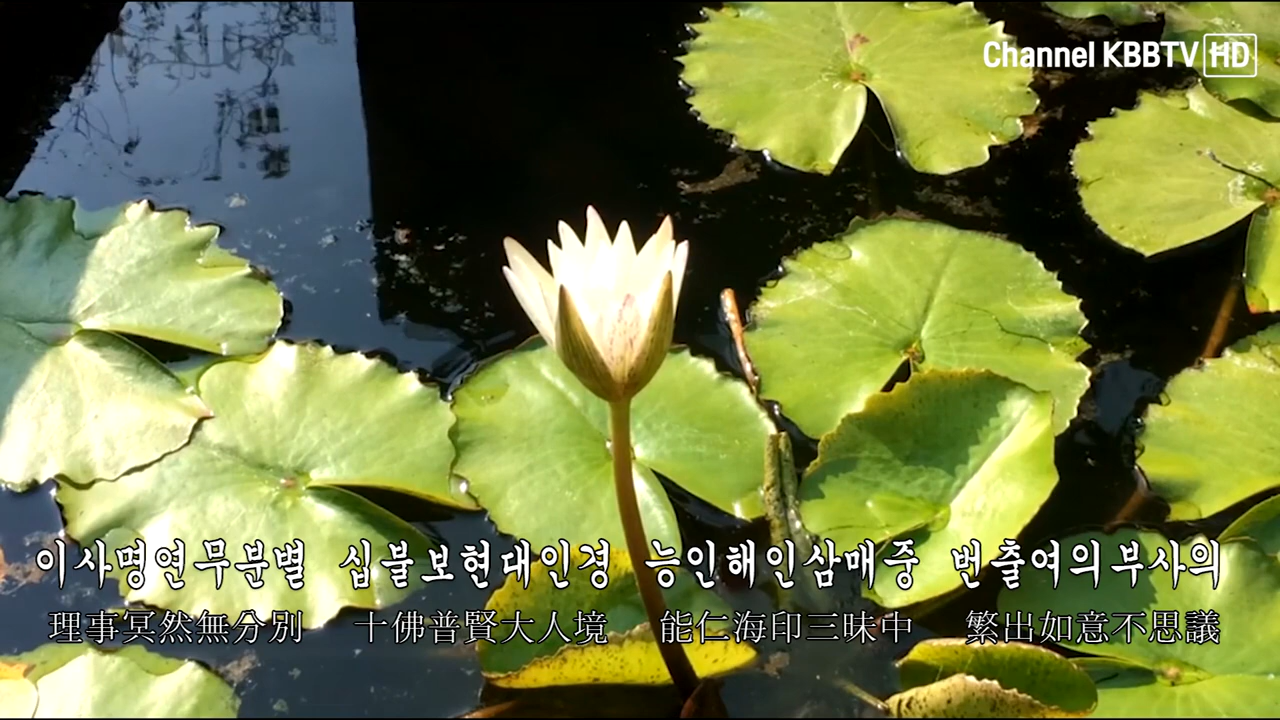 Channel KBBTV HD
이사명연무분별 십불보현대인경 능인해인삼매중 번출여의부사의
理事冥然無分別 十佛普賢大人境 能仁海印三昧中 繁出如意不思議